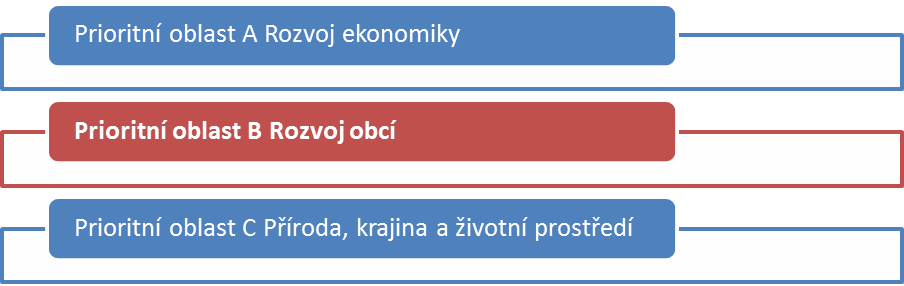 Prioritní oblast A Rozvoj ekonomiky
Prioritní oblast B Rozvoj obcí
Prioritní oblast C Příroda, krajina a životní prostředí